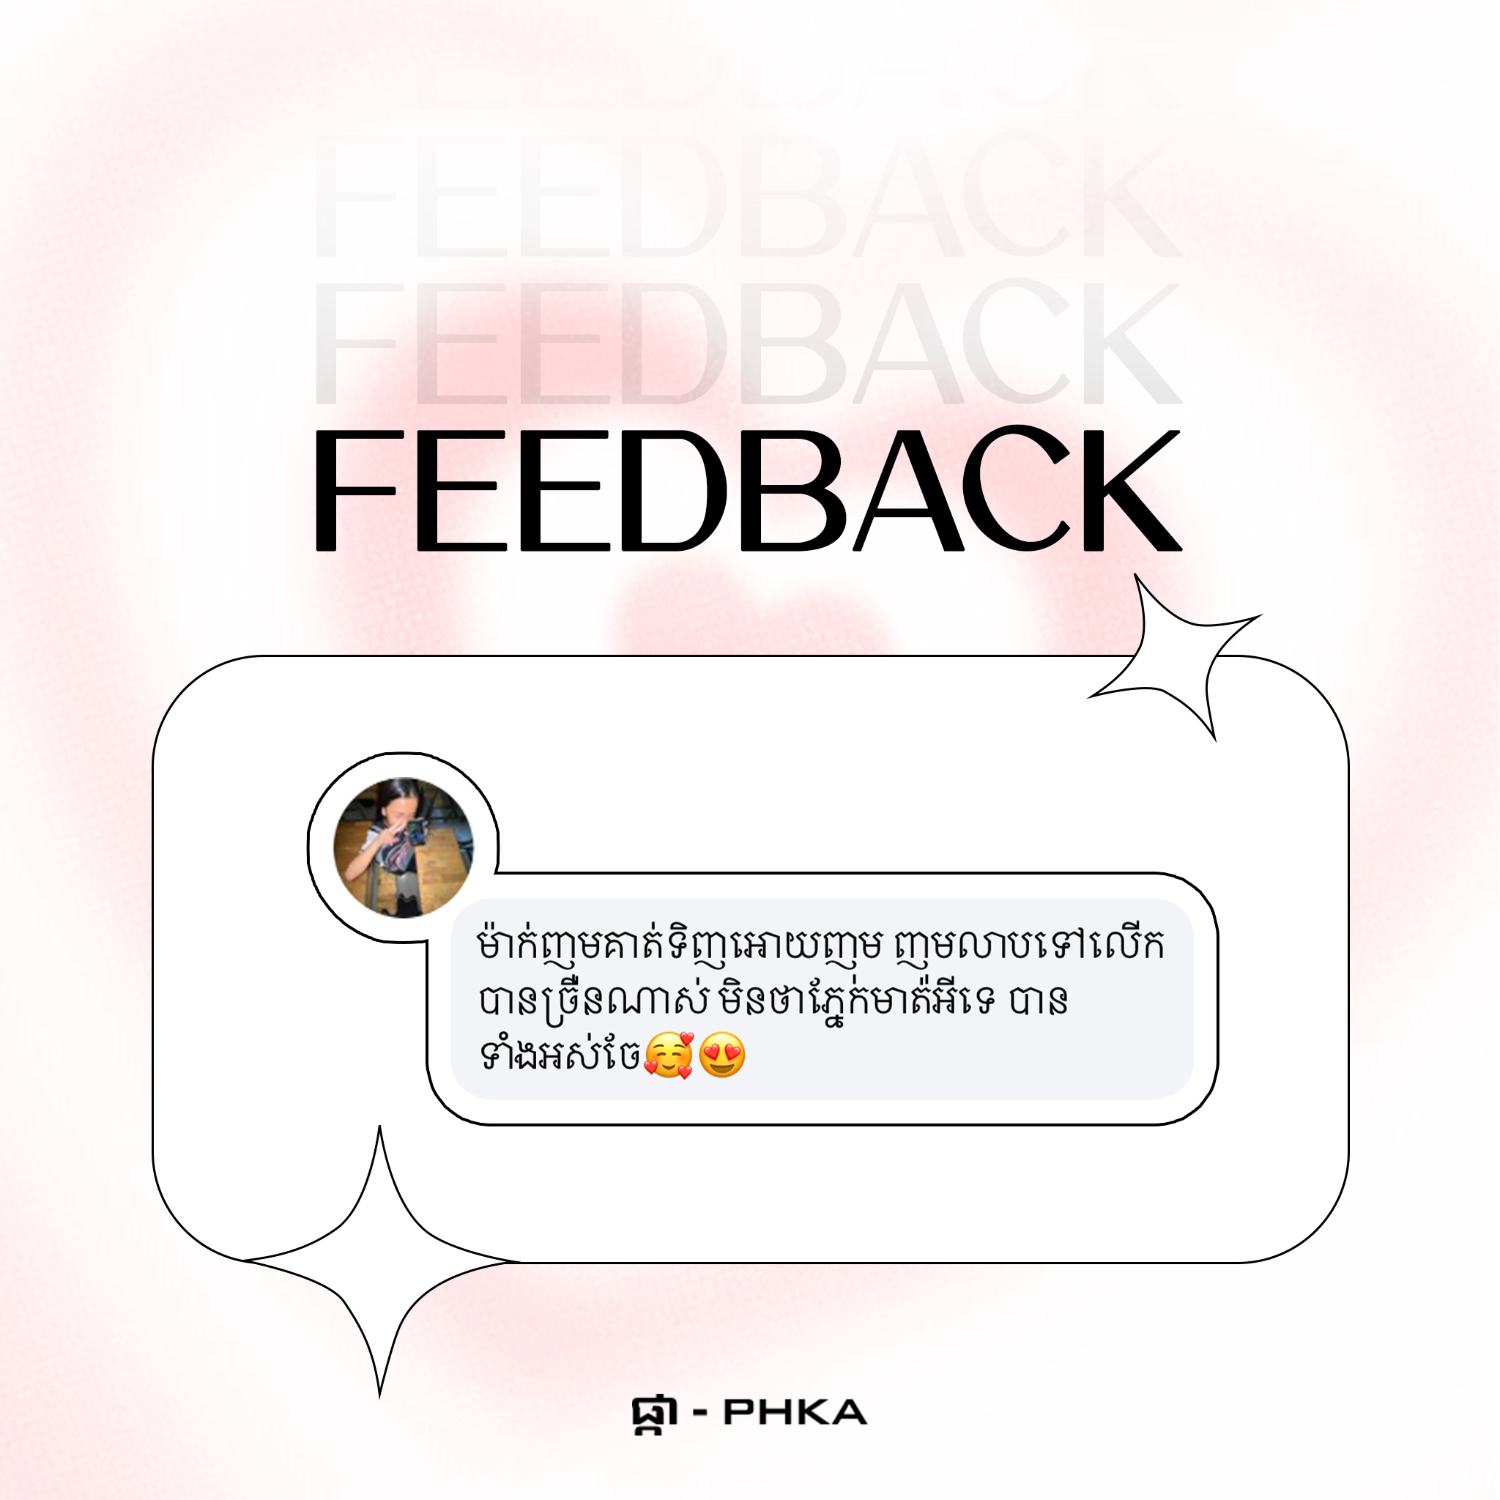 FEEDBACK
FEEDBACK
FEEDBACK
FEEDBACK
ម៉ាក់ញមគាត់ទិញអោយញម ញមលាបទៅលើក
បានច្រឺនណាស់ មិនថាភ្នែក់មាត៉អីទេ បាន
ទាំងអស់ចែ🥰😍
ផ្កា - PHKA